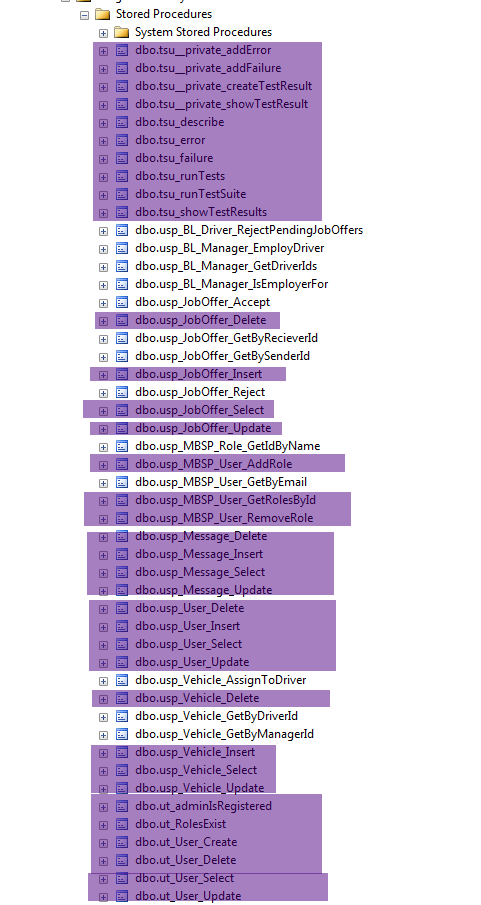 Stored Procedures
System Stored Procedures
dbo.tsu__private_addError
dbo.tsu__private_addFailure
dbo.tsu__private_createTestResult
dbo.tsu__private_showTestResult
dbo.tsu_describe
dbo.tsu_error
dbo.tsu_failure
dbo.tsu_runTests
dbo.tsu_runTestSuite
dbo.tsu_showTestResults
dbo.usp_BL_Driver_RejectPendingJobOffers
dbo.usp_BL_Manager_EmployDriver
dbo.usp_BL_Manager_GetDriverIds
dbo.usp_BL_Manager_IsEmployerFor
dbo.usp_JobOffer_Accept
dbo.usp_JobOffer_Delete
dbo.usp_JobOffer_GetByRecieverId
dbo.usp_JobOffer_GetBySenderId
dbo.usp_JobOffer_Insert
dbo.usp_JobOffer_Reject
dbo.usp_JobOffer_Select
dbo.usp_JobOffer_Update
dbo.usp_MBSP_Role_GetIdByName
dbo.usp_MBSP_User_AddRole
dbo.usp_MBSP_User_GetByEmail
dbo.usp_MBSP_User_GetRolesById
dbo.usp_MBSP_User_RemoveRole
dbo.usp_Message_Delete
dbo.usp_Message_Insert
dbo.usp_Message_Select
dbo.usp_Message_Update
dbo.usp_User_Delete
dbo.usp_User_Insert
dbo.usp_User_Select
dbo.usp_User_Update
dbo.usp_Vehicle_AssignToDriver
dbo.usp_Vehicle_Delete
dbo.usp_Vehicle_GetByDriverId
dbo.usp_Vehicle_GetByManagerId
dbo.usp_Vehicle_Insert
dbo.usp_Vehicle_Select
dbo.usp_Vehicle_Update
dbo.ut_adminIsRegistered
dbo.ut_RolesExist
dbo.ut_User_Create
dbo.ut_User_Delete
dbo.ut_User_Select
dbo.ut_User_Update